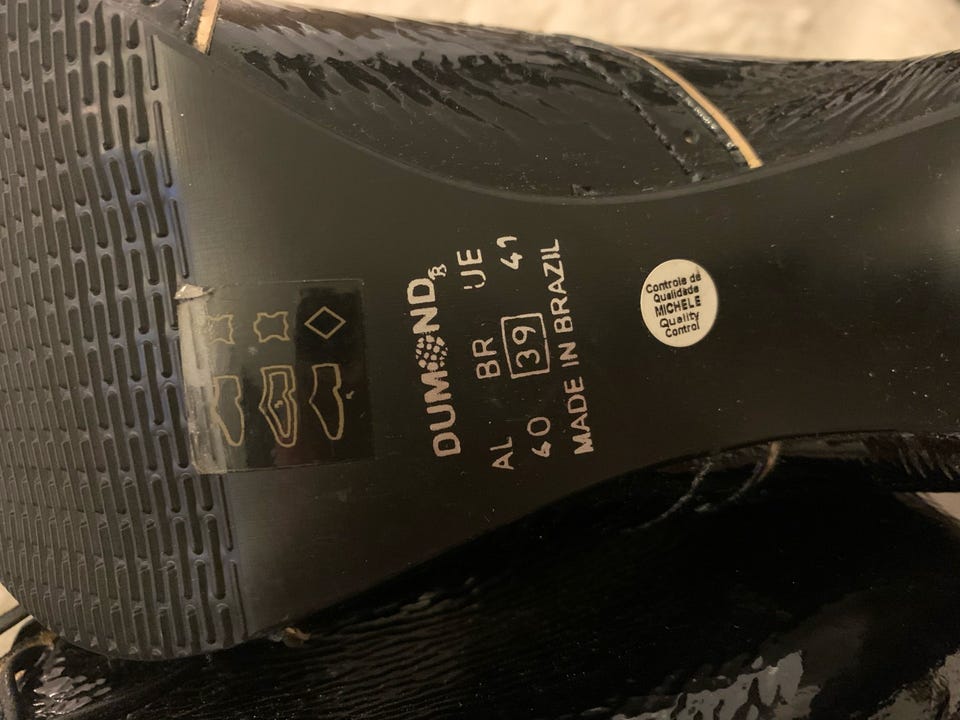 DUMOND®
AL BR UE
40 39 41
MADE IN BRAZIL
Controle de
Qualidade
MICHELE
Quality
Control